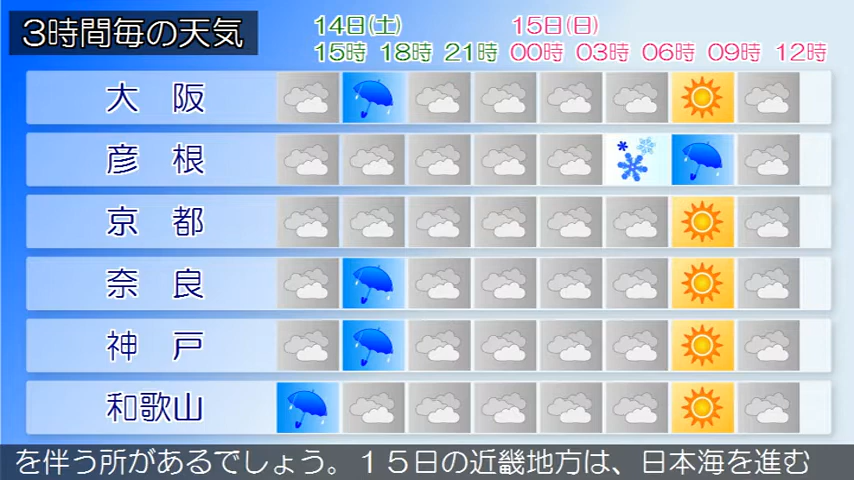 3時間毎の天気
14日(土) 15日(日)
15時 18時 21時 00時 03時 06時 09時 12時
大 阪
彦 根
京 都
奈 良
神 戸
和歌山
を伴う所があるでしょう。１５日の近畿地方は、日本海を進む